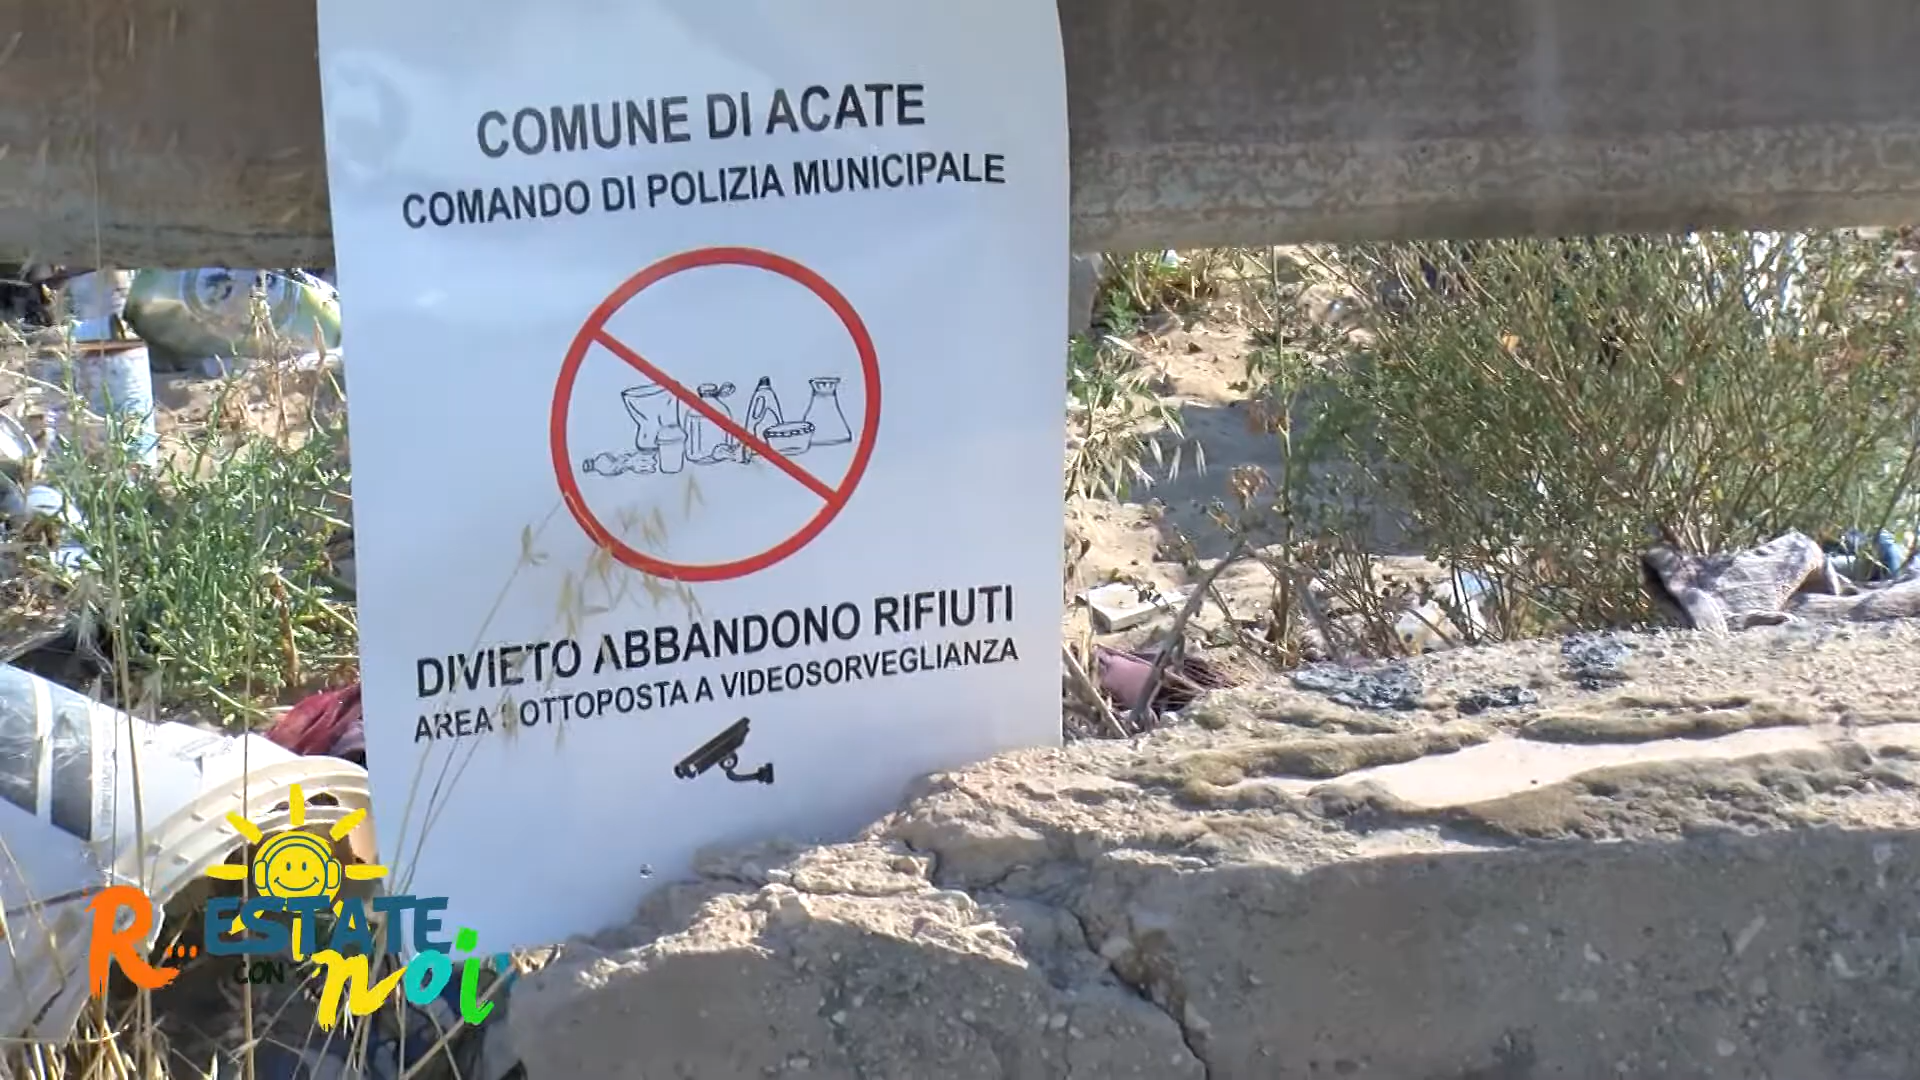 COMUNE DI ACATE
COMANDO DI POLIZIA MUNICIPALE
DIVIETO ABBANDONO RIFIUTI
AREA SOTTOPOSTA A VIDEOSORVEGLIANZA
R... ESTATE
CON noi